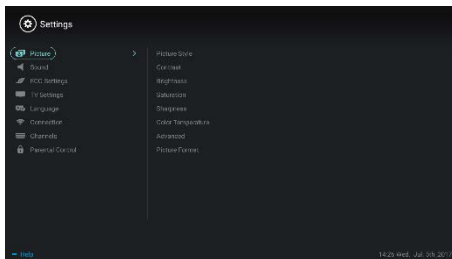 Settings
Picture
Sound
ECO Settings
TV Settings
Language
Connection
Channels
Parental Control
Picture Style
Contrast
Brightness
Saturation
Sharpness
Color Temperature
Advanced
Picture Format
Help
14:26 Wed, Jul, 5th, 2017